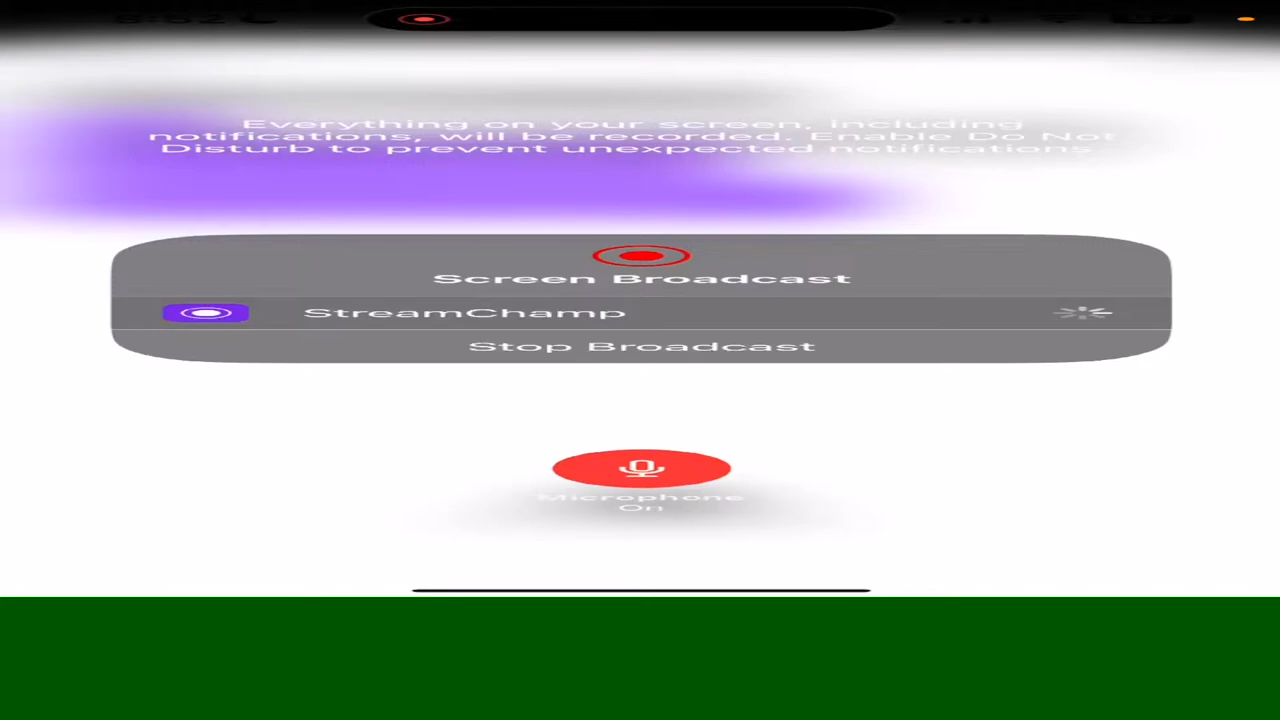 Everything on your screen, including
notifications, will be recorded. Enable Do Not
Disturb to prevent unexpected notifications
Screen Broadcast
StreamChamp
Stop Broadcast
Microphone
On